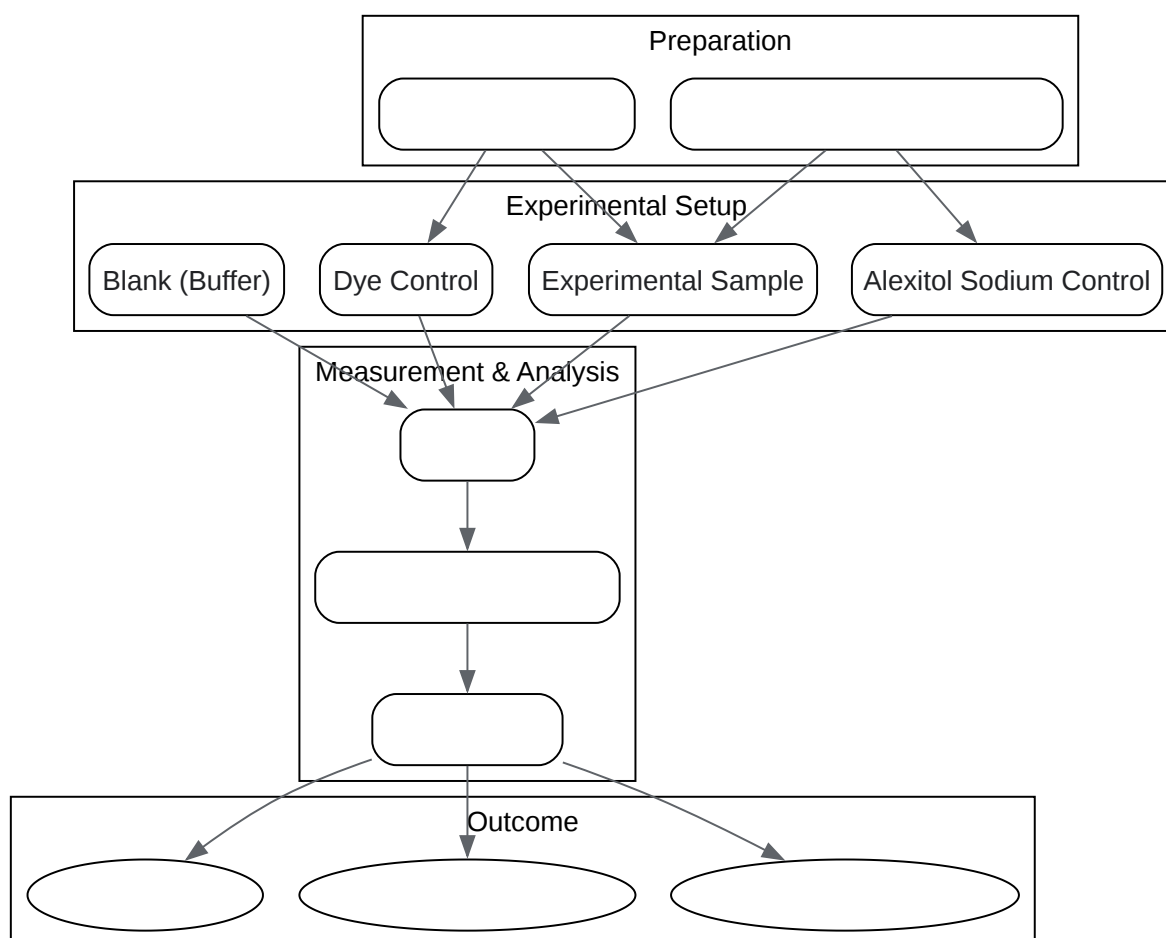 Preparation
Experimental Setup
Blank (Buffer)
Dye Control
Experimental Sample
Alexitol Sodium Control
Measurement & Analysis
Outcome